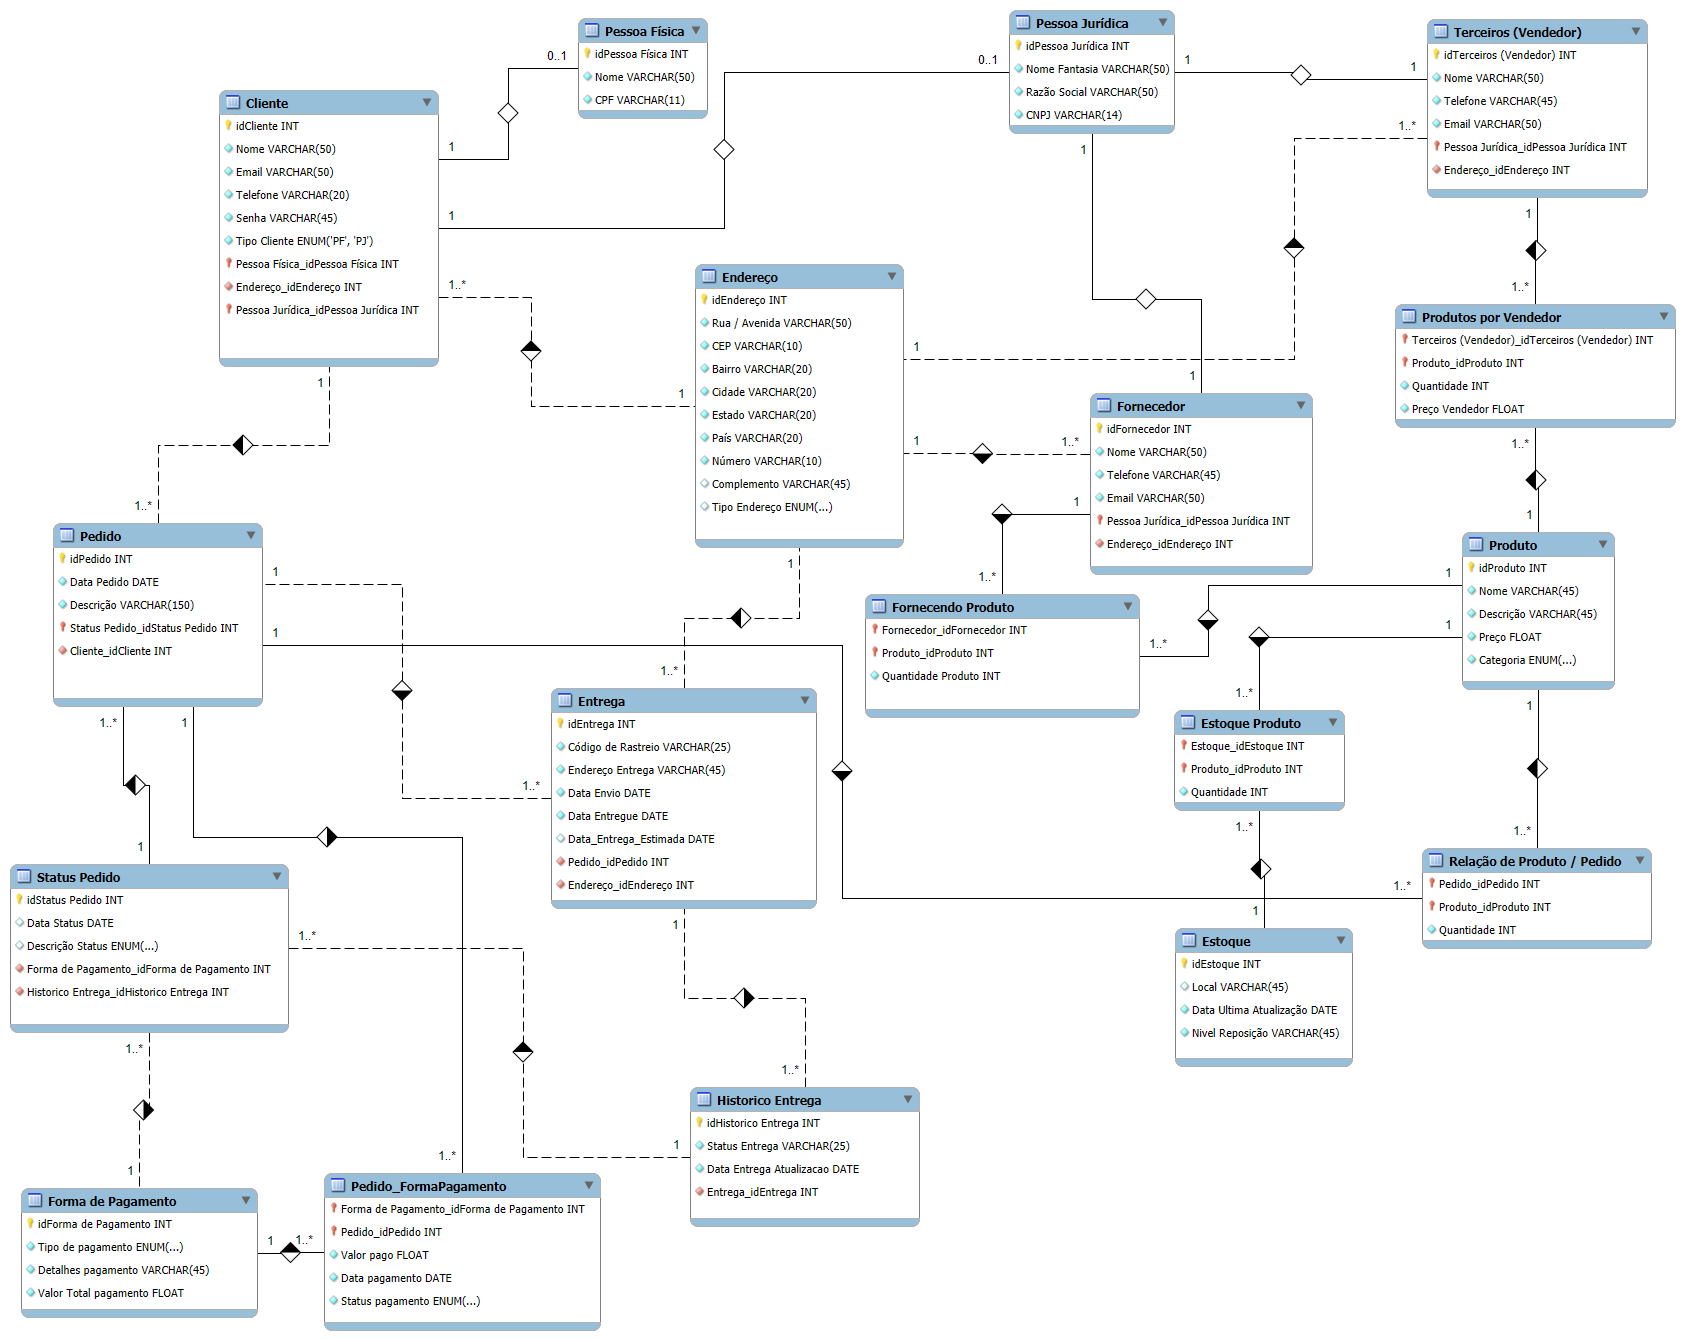 Pessoa Física
idPessoa Física INT
Nome VARCHAR(50)
CPF VARCHAR(11)
0..1
Pessoa Jurídica
idPessoa Jurídica INT
Nome Fantasia VARCHAR(50)
Razão Social VARCHAR(50)
CNPJ VARCHAR(14)
0..1
1
1
1
Terceiros (Vendedor)
idTerceiros (Vendedor) INT
Nome VARCHAR(50)
Telefone VARCHAR(45)
Email VARCHAR(50)
Pessoa Jurídica_idPessoa Jurídica INT
Endereço_idEndereço INT
1..*
1
1..*
Cliente
idCliente INT
Nome VARCHAR(50)
Email VARCHAR(50)
Telefone VARCHAR(20)
Senha VARCHAR(45)
Tipo Cliente ENUM('PF', 'PJ')
Pessoa Física_idPessoa Física INT
Endereço_idEndereço INT
Pessoa Jurídica_idPessoa Jurídica INT
1
1
1..*
1
1
1..*
Endereço
idEndereço INT
Rua / Avenida VARCHAR(50)
CEP VARCHAR(10)
Bairro VARCHAR(20)
Cidade VARCHAR(20)
Estado VARCHAR(20)
País VARCHAR(20)
Número VARCHAR(10)
Complemento VARCHAR(45)
Tipo Endereço ENUM(...)
1
1
1..*
1
1..*
Produtos por Vendedor
Terceiros (Vendedor)_idTerceiros (Vendedor) INT
Produto_idProduto INT
Quantidade INT
Preço Vendedor FLOAT
1..*
1
Fornecedor
idFornecedor INT
Nome VARCHAR(50)
Telefone VARCHAR(45)
Email VARCHAR(50)
Pessoa Jurídica_idPessoa Jurídica INT
Endereço_idEndereço INT
1
1
1..*
Pedido
idPedido INT
Data Pedido DATE
Descrição VARCHAR(150)
Status Pedido_idStatus Pedido INT
Cliente_idCliente INT
1
1
1..*
1
Produto
idProduto INT
Nome VARCHAR(45)
Descrição VARCHAR(45)
Preço FLOAT
Categoria ENUM(...)
1
1
1
1..*
Fornecendo Produto
Fornecedor_idFornecedor INT
Produto_idProduto INT
Quantidade Produto INT
1..*
1..*
Entrega
idEntrega INT
Código de Rastreio VARCHAR(25)
Endereço Entrega VARCHAR(45)
Data Envio DATE
Data Entregue DATE
Data_Entrega_Estimada DATE
Pedido_idPedido INT
Endereço_idEndereço INT
1..*
1
Estoque Produto
Estoque_idEstoque INT
Produto_idProduto INT
Quantidade INT
1..*
1
Relação de Produto / Pedido
Pedido_idPedido INT
Produto_idProduto INT
Quantidade INT
1..*
1
Status Pedido
idStatus Pedido INT
Data Status DATE
Descrição Status ENUM(...)
Forma de Pagamento_idForma de Pagamento INT
Historico Entrega_idHistorico Entrega INT
1..*
1..*
1
Estoque
idEstoque INT
Local VARCHAR(45)
Data Ultima Atualização DATE
Nivel Reposição VARCHAR(45)
1..*
1
Historico Entrega
idHistorico Entrega INT
Status Entrega VARCHAR(25)
Data Entrega Atualizacao DATE
Entrega_idEntrega INT
Forma de Pagamento
idForma de Pagamento INT
Tipo de pagamento ENUM(...)
Detalhes pagamento VARCHAR(45)
Valor Total pagamento FLOAT
1
1..*
1..*
Pedido_FormaPagamento
Forma de Pagamento_idForma de Pagamento INT
Pedido_idPedido INT
Valor pago FLOAT
Data pagamento DATE
Status pagamento ENUM(...)